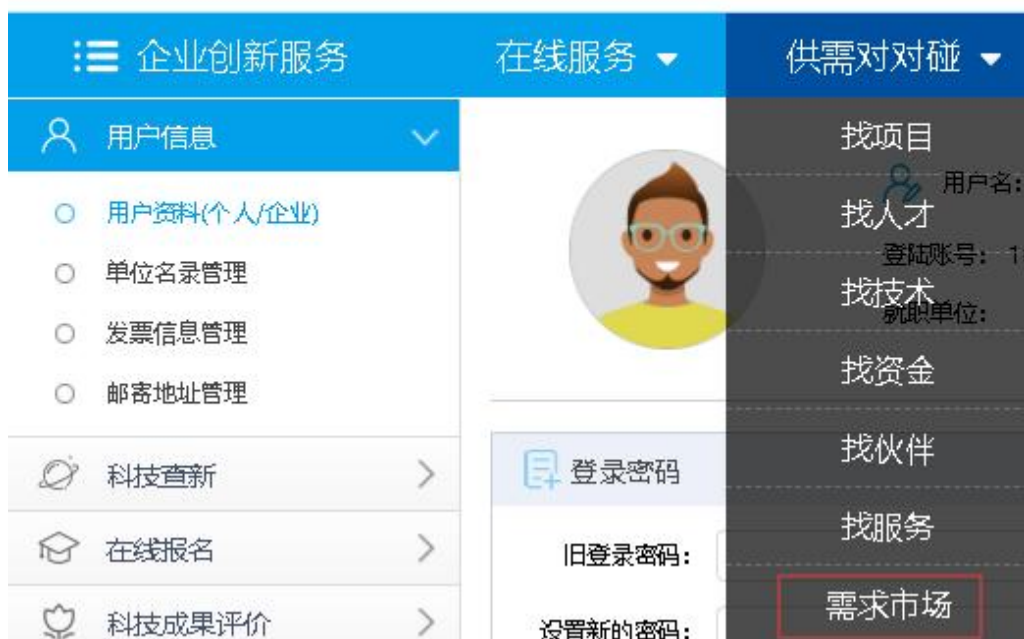 企业创新服务
在线服务
供需对对碰
用户信息
用户资料(个人/企业)
单位名录管理
发票信息管理
邮寄地址管理
科技查新
在线报名
科技成果评价
用户名：
登陆账号：1
就职单位：
登录密码
旧登录密码：
设置新的密码：
找项目
找人才
找技术
找资金
找伙伴
找服务
需求市场